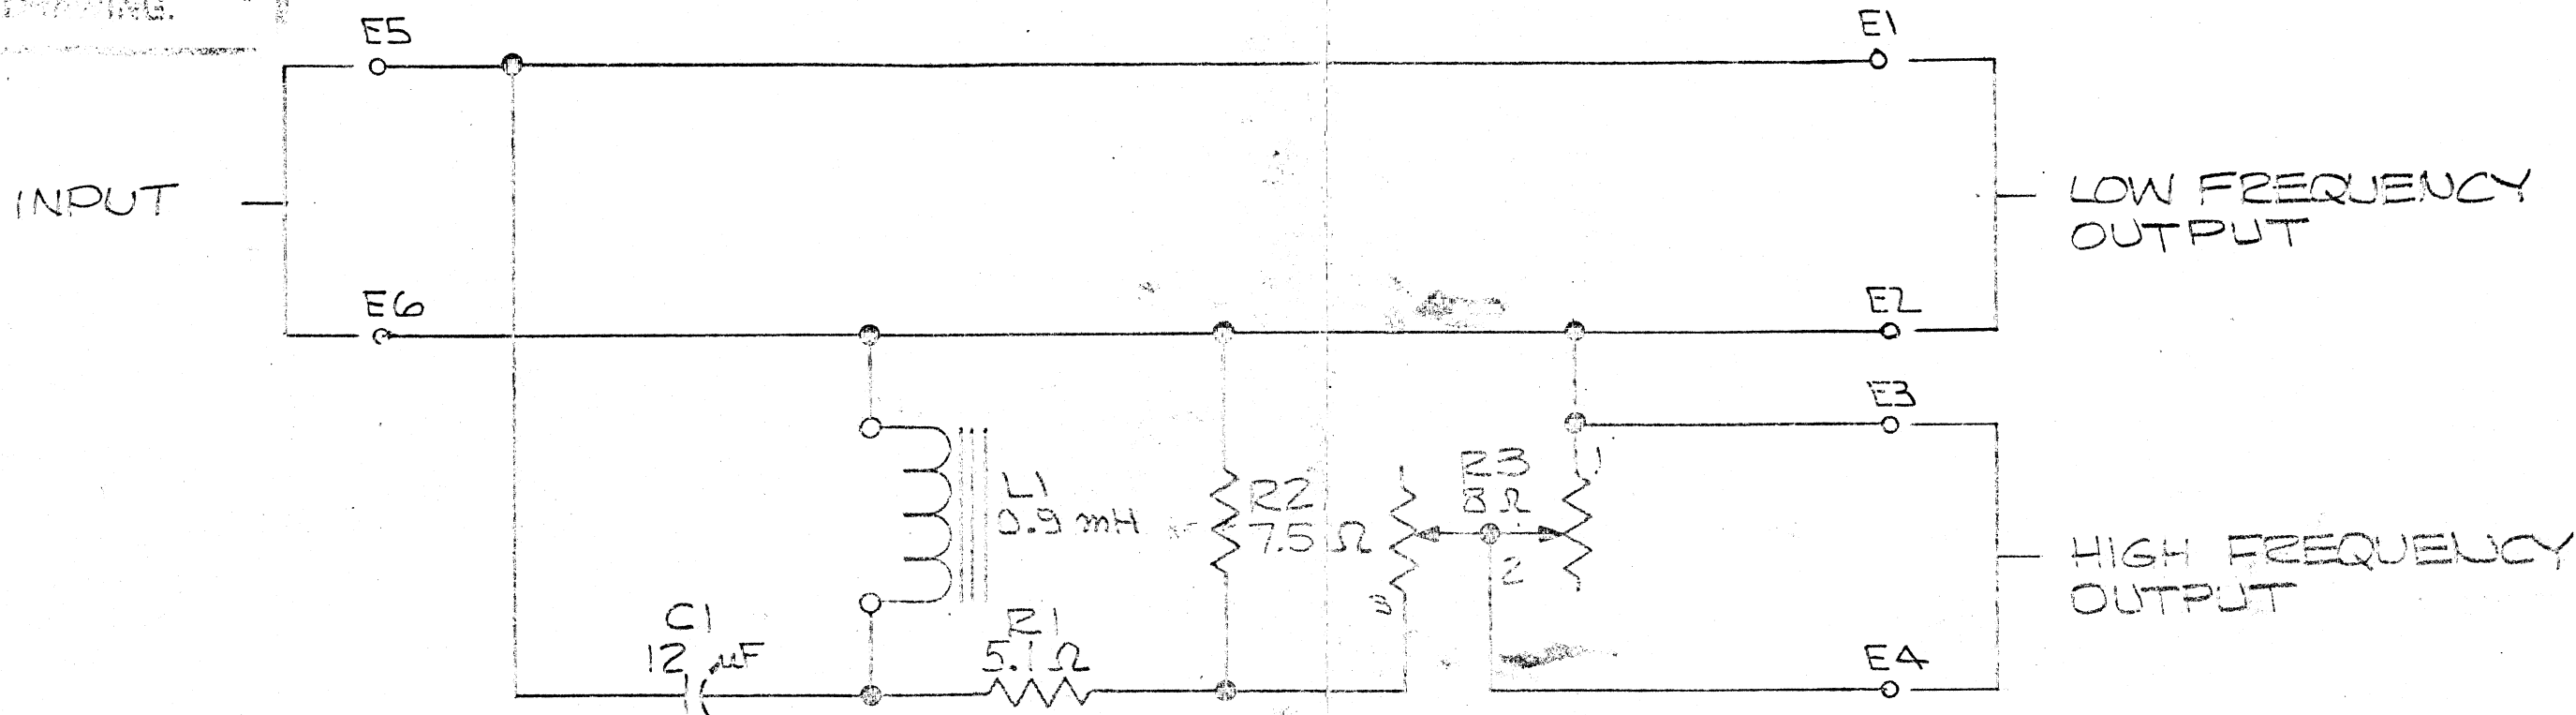 E5
E1
INPUT
LOW FREQUENCY
OUTPUT
E6
E2
E3
R3
8 Ω
1
L1
0.9 mH
R2
7.5 Ω
2
3
HIGH FREQUENCY
OUTPUT
C1
12 µF
R1
5.1 Ω
E4